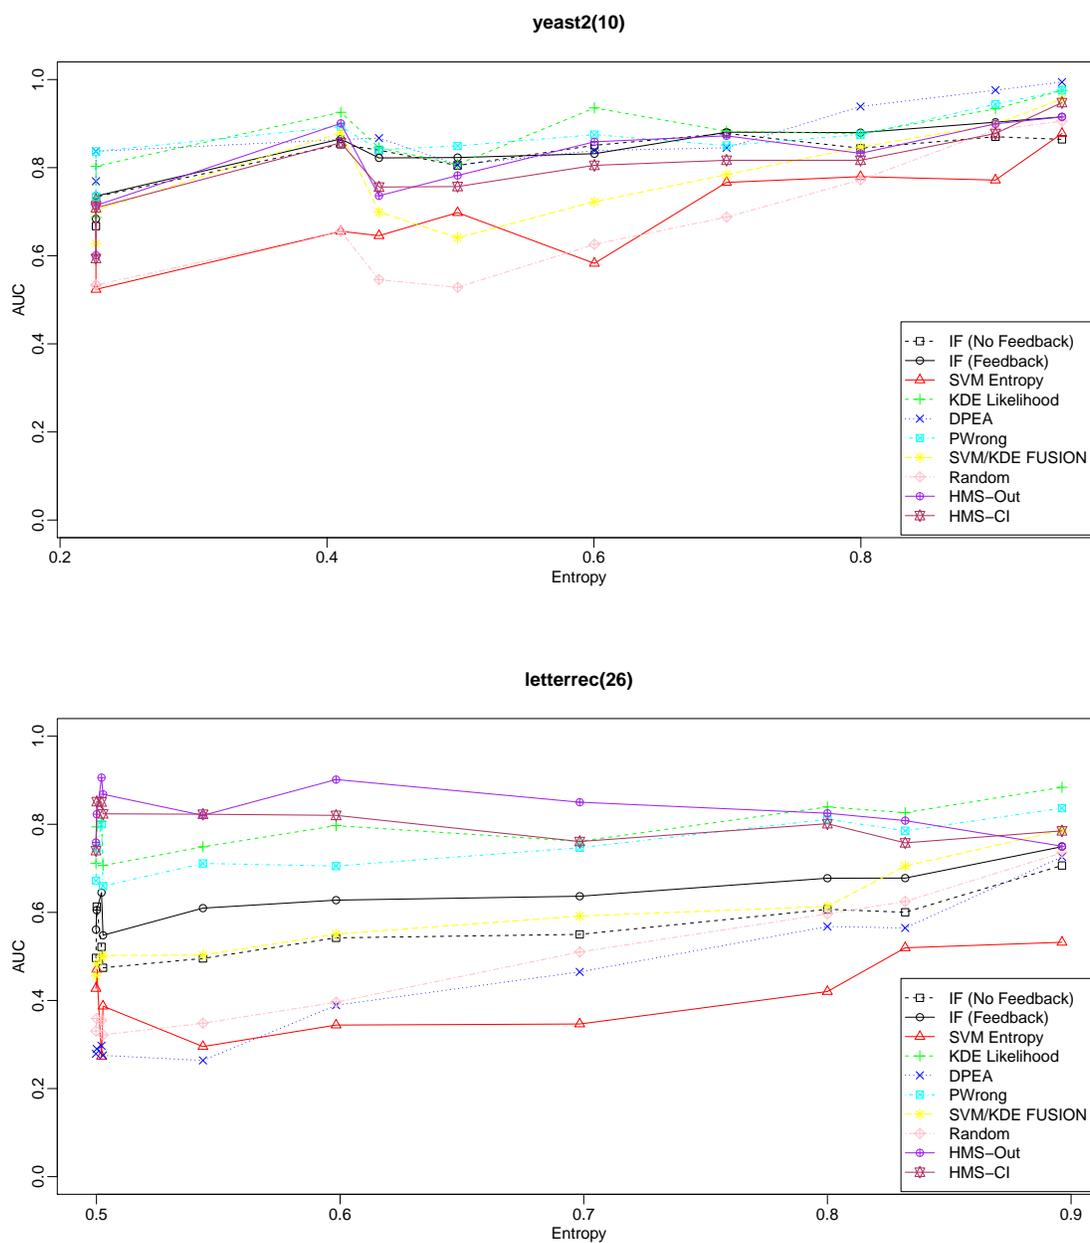 yeast2(10)
1.0
0.8
0.6
0.4
0.2
0.0
AUC
0.2
0.4
0.6
0.8
Entropy
IF (No Feedback)
IF (Feedback)
SVM Entropy
KDE Likelihood
DPEA
PWrong
SVM/KDE FUSION
Random
HMS−Out
HMS−CI
letterrec(26)
1.0
0.8
0.6
0.4
0.2
0.0
AUC
0.5
0.6
0.7
0.8
0.9
Entropy
IF (No Feedback)
IF (Feedback)
SVM Entropy
KDE Likelihood
DPEA
PWrong
SVM/KDE FUSION
Random
HMS−Out
HMS−CI